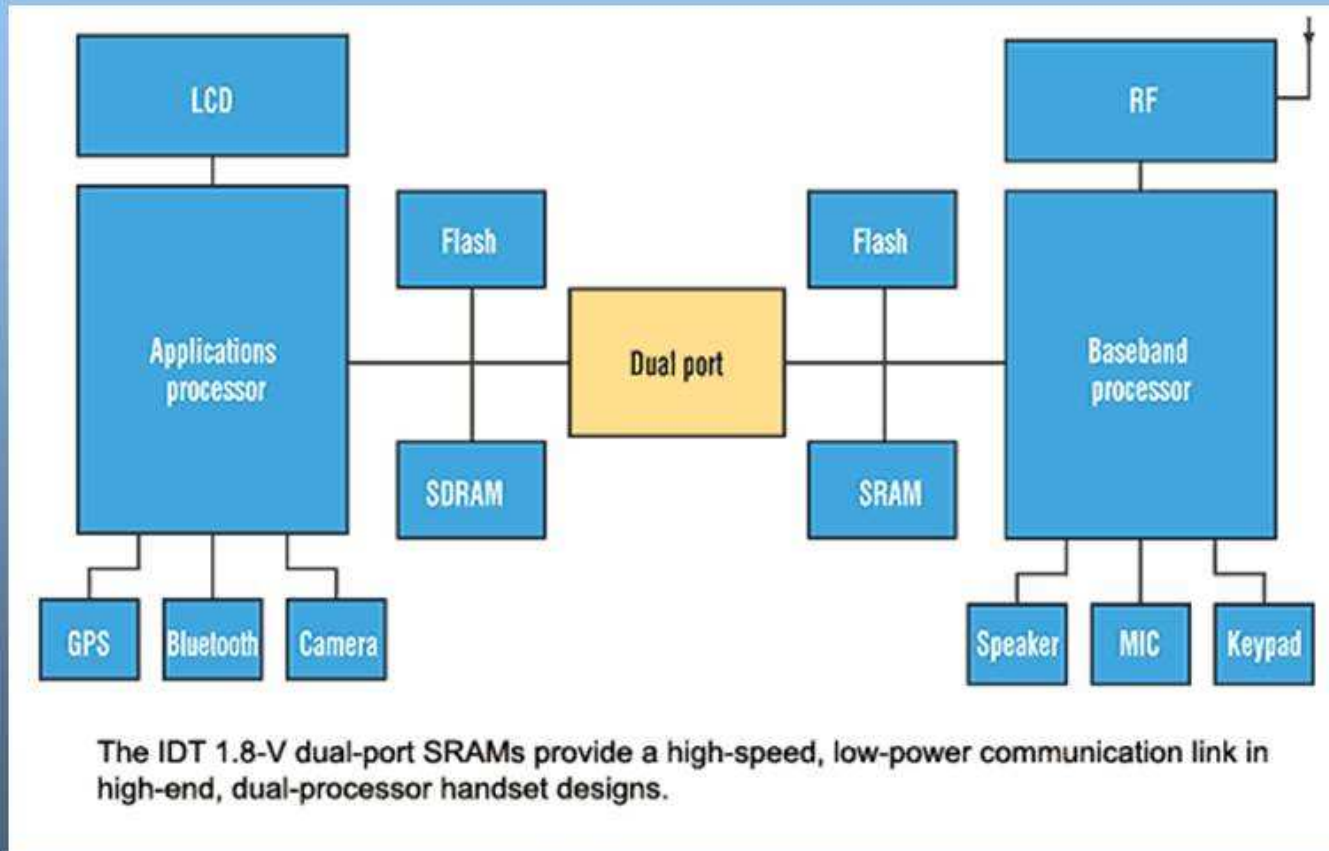 LCD
RF
Flash
Flash
Applications
processor
Dual port
Baseband
processor
SDRAM
SRAM
GPS
Bluetooth
Camera
Speaker
MIC
Keypad
The IDT 1.8-V dual-port SRAMs provide a high-speed, low-power communication link in
high-end, dual-processor handset designs.